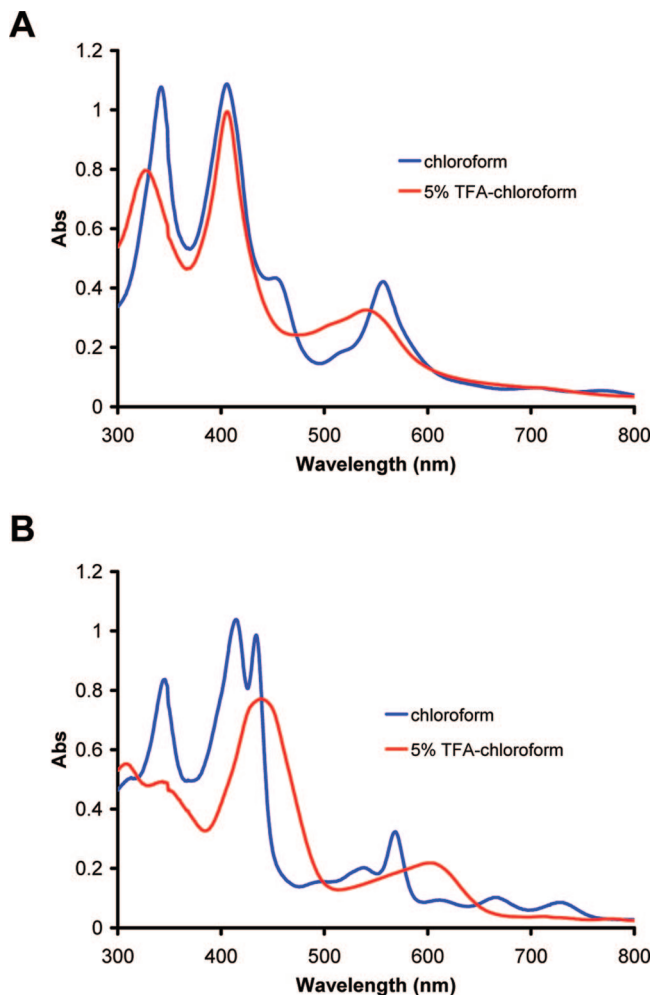 A
1.2
1
0.8
0.6
0.4
0.2
0
Abs
chloroform
5% TFA-chloroform
300 400 500 600 700 800
Wavelength (nm)
B
1.2
1
0.8
0.6
0.4
0.2
0
Abs
chloroform
5% TFA-chloroform
300 400 500 600 700 800
Wavelength (nm)